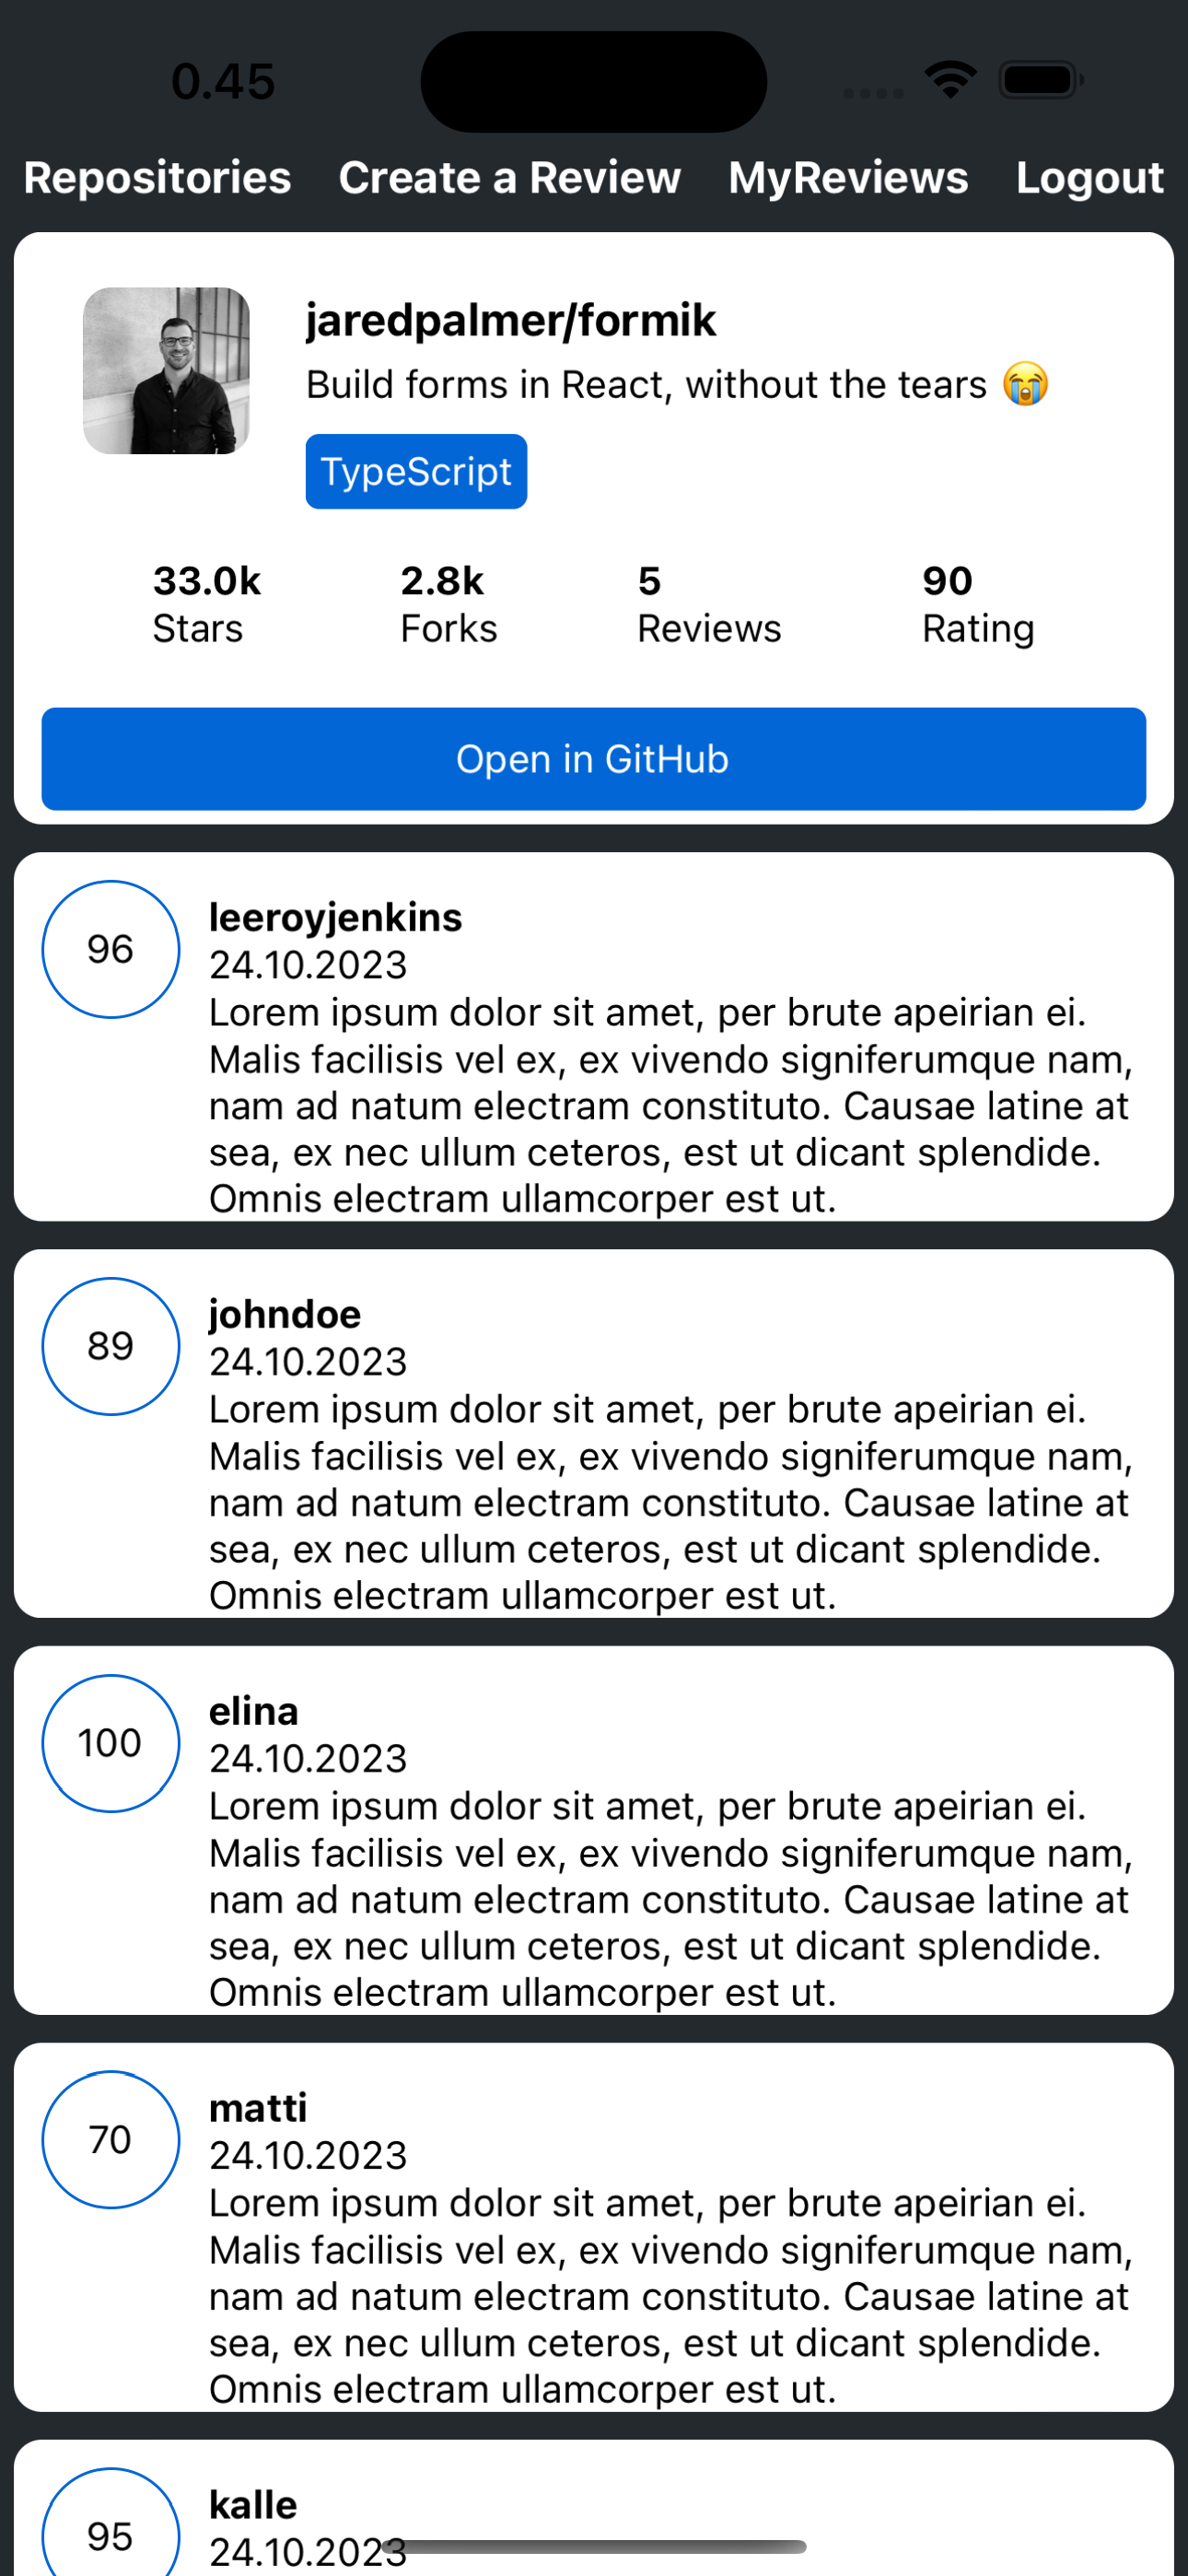 0.45
Repositories Create a Review MyReviews Logout
jaredpalmer/formik
Build forms in React, without the tears 😭
TypeScript
33.0k 2.8k 5 90
Stars Forks Reviews Rating
Open in GitHub
96
leeroyjenkins
24.10.2023
Lorem ipsum dolor sit amet, per brute apeirian ei.
Malis facilisis vel ex, ex vivendo signiferumque nam,
nam ad natum electram constituto. Causae latine at
sea, ex nec ullum ceteros, est ut dicant splendide.
Omnis electram ullamcorper est ut.
89
johndoe
24.10.2023
Lorem ipsum dolor sit amet, per brute apeirian ei.
Malis facilisis vel ex, ex vivendo signiferumque nam,
nam ad natum electram constituto. Causae latine at
sea, ex nec ullum ceteros, est ut dicant splendide.
Omnis electram ullamcorper est ut.
100
elina
24.10.2023
Lorem ipsum dolor sit amet, per brute apeirian ei.
Malis facilisis vel ex, ex vivendo signiferumque nam,
nam ad natum electram constituto. Causae latine at
sea, ex nec ullum ceteros, est ut dicant splendide.
Omnis electram ullamcorper est ut.
70
matti
24.10.2023
Lorem ipsum dolor sit amet, per brute apeirian ei.
Malis facilisis vel ex, ex vivendo signiferumque nam,
nam ad natum electram constituto. Causae latine at
sea, ex nec ullum ceteros, est ut dicant splendide.
Omnis electram ullamcorper est ut.
95
kalle
24.10.2023